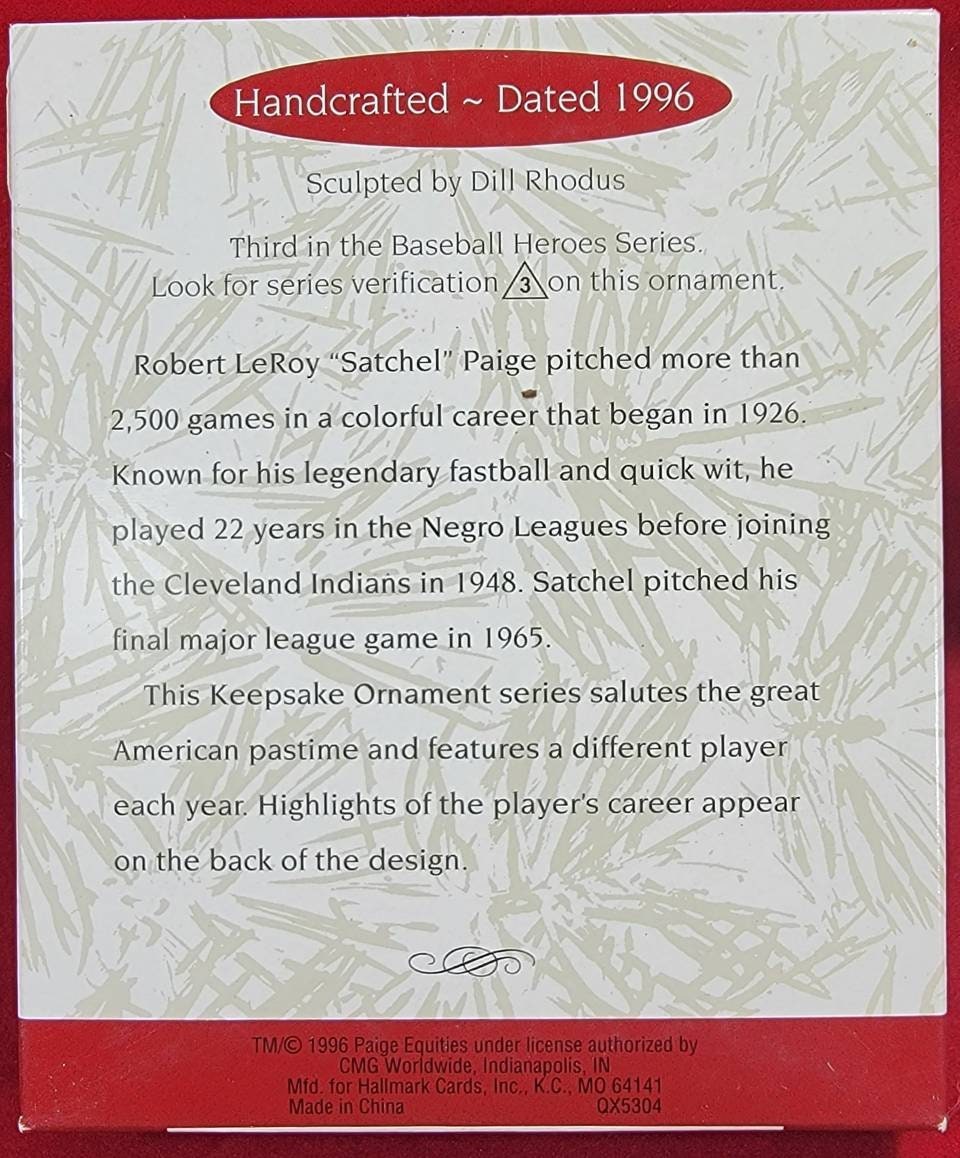 Handcrafted ~ Dated 1996
Sculpted by Dill Rhodus
Third in the Baseball Heroes Series.
Look for series verification 3 on this ornament.
Robert LeRoy “Satchel” Paige pitched more than
2,500 games in a colorful career that began in 1926.
Known for his legendary fastball and quick wit, he
played 22 years in the Negro Leagues before joining
the Cleveland Indians in 1948. Satchel pitched his
final major league game in 1965.
This Keepsake Ornament series salutes the great
American pastime and features a different player
each year. Highlights of the player's career appear
on the back of the design.
TM/© 1996 Paige Equities under license authorized by
CMG Worldwide, Indianapolis, IN
Mfd. for Hallmark Cards, Inc., K.C., MO 64141
Made in China QX5304